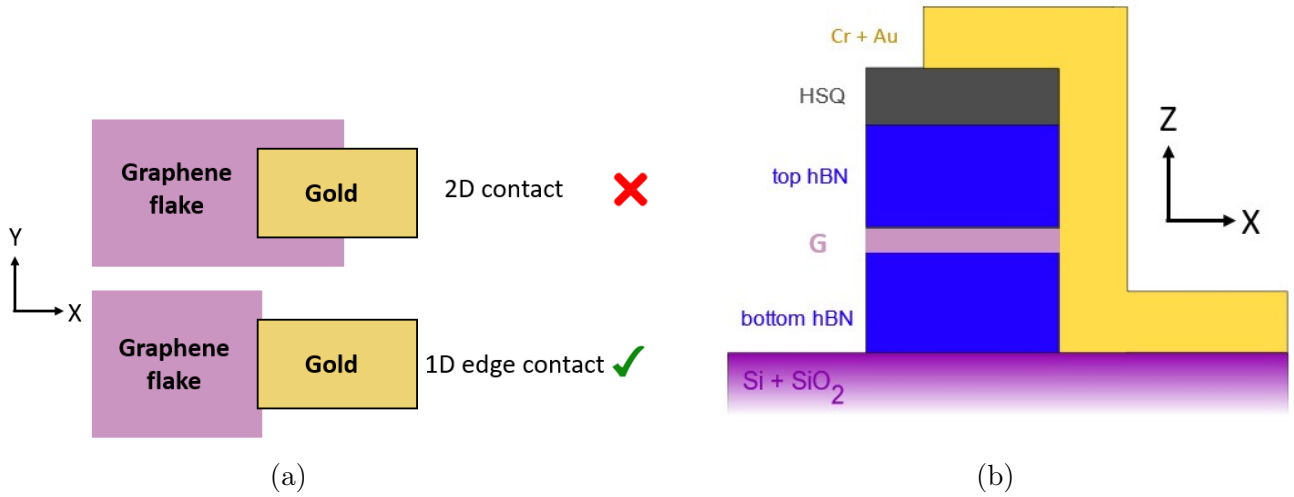 Graphene
flake
Gold
2D contact
Y
X
Graphene
flake
Gold
1D edge contact
(a)
Cr + Au
HSQ
top hBN
G
bottom hBN
Si + SiO₂
Z
X
(b)